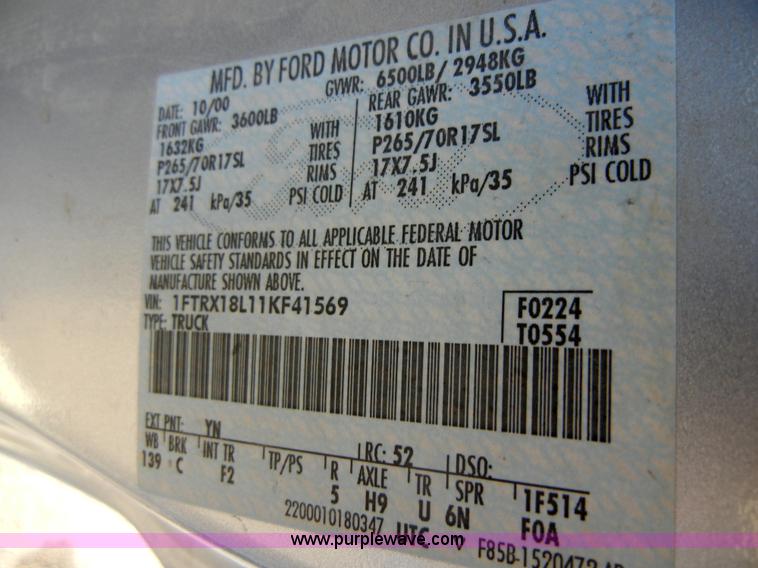 MFD. BY FORD MOTOR CO. IN U.S.A.
DATE: 10/00 GVWR: 6500LB/ 2948KG
FRONT GAWR: 3600LB REAR GAWR: 3550LB
1632KG WITH 1610KG WITH
P265/70R17SL TIRES P265/70R17SL TIRES
17X7.5J RIMS 17X7.5J RIMS
AT 241 kPa/35 PSI COLD AT 241 kPa/35 PSI COLD
THIS VEHICLE CONFORMS TO ALL APPLICABLE FEDERAL MOTOR
VEHICLE SAFETY STANDARDS IN EFFECT ON THE DATE OF
MANUFACTURE SHOWN ABOVE.
VIN: 1FTRX18L11KF41569 F0224
TYPE: TRUCK T0554
EXT PNT: YN RC: 52 DSO:
WB BRK INT TR TP/PS R AXLE TR SPR 1F514
139 C F2 5 H9 U 6N FOA
2200010180347 UTC F85B-1520472
www.purplewave.com